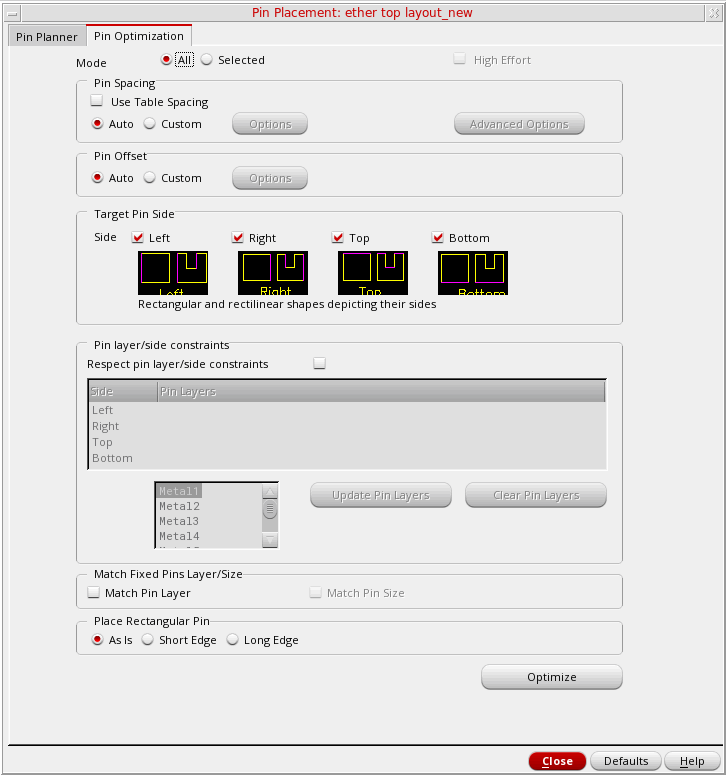 Pin Placement: ether top layout_new
Pin Planner
Pin Optimization
Mode
All
Selected
High Effort
Pin Spacing
Use Table Spacing
Auto
Custom
Options
Advanced Options
Pin Offset
Auto
Custom
Options
Target Pin Side
Side
Left
Right
Top
Bottom
Left
Right
Top
Bottom
Rectangular and rectilinear shapes depicting their sides
Pin layer/side constraints
Respect pin layer/side constraints
Side
Pin Layers
Left
Right
Top
Bottom
Metal1
Metal2
Metal3
Metal4
Update Pin Layers
Clear Pin Layers
Match Fixed Pins Layer/Size
Match Pin Layer
Match Pin Size
Place Rectangular Pin
As Is
Short Edge
Long Edge
Optimize
Close
Defaults
Help